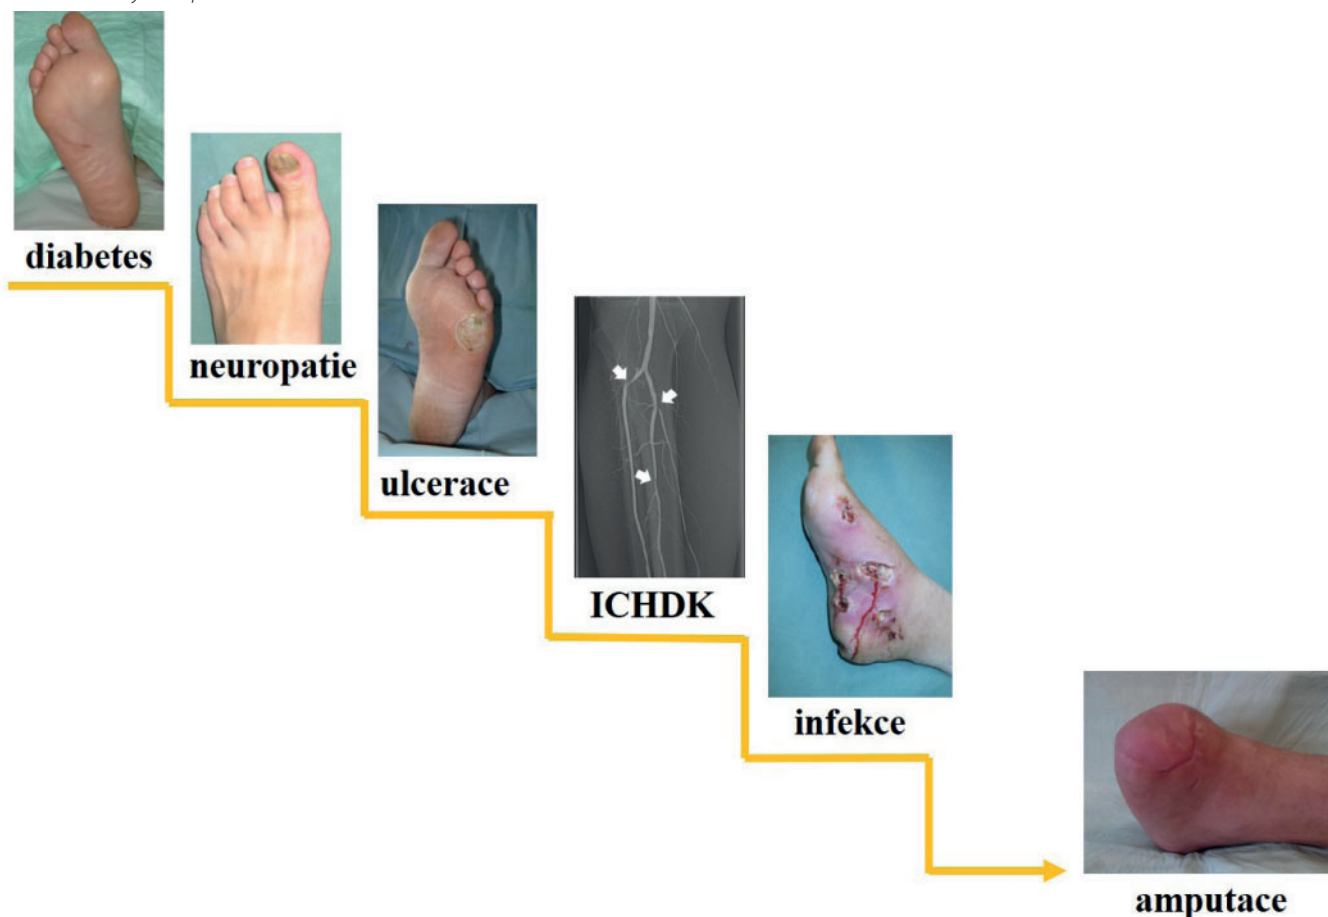 diabetes
neuropatie
ulcerace
ICHDK
infekce
amputace